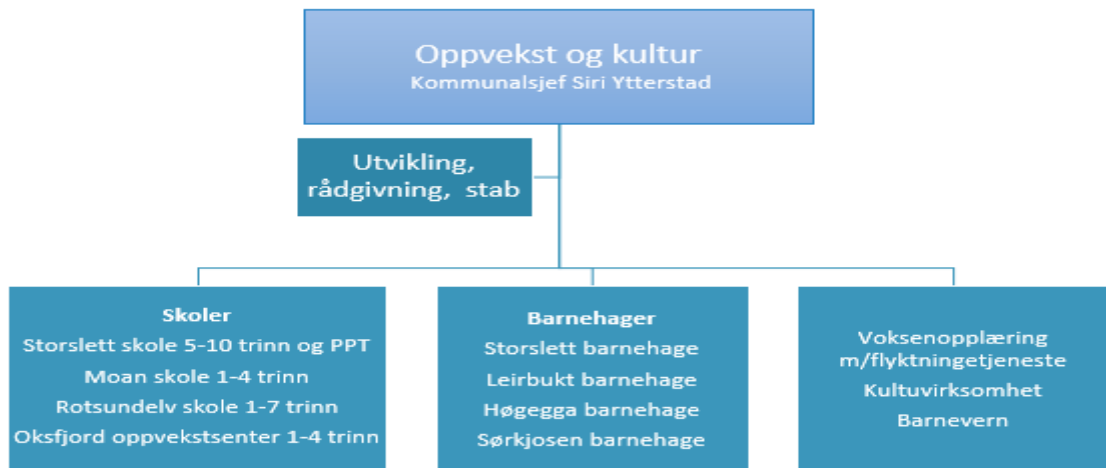 Oppvekst og kultur
Kommunalsjef Siri Ytterstad
Utvikling,
rådgivning, stab
Skoler
Storslett skole 5-10 trinn og PPT
Moan skole 1-4 trinn
Rotsundelv skole 1-7 trinn
Oksfjord oppvekstsenter 1-4 trinn
Barnehager
Storslett barnehage
Leirbukt barnehage
Høgegga barnehage
Sørkjosen barnehage
Voksenopplæring
m/flyktningetjeneste
Kultuvirksomhet
Barnevern